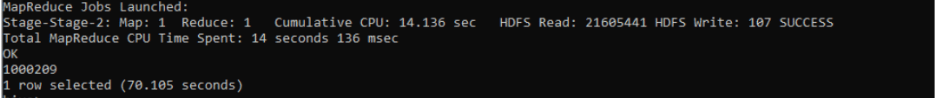 MapReduce Jobs Launched:
Stage-Stage-2: Map: 1  Reduce: 1   Cumulative CPU: 14.136 sec   HDFS Read: 21605441 HDFS Write: 107 SUCCESS
Total MapReduce CPU Time Spent: 14 seconds 136 msec
OK
1000209
1 row selected (70.105 seconds)